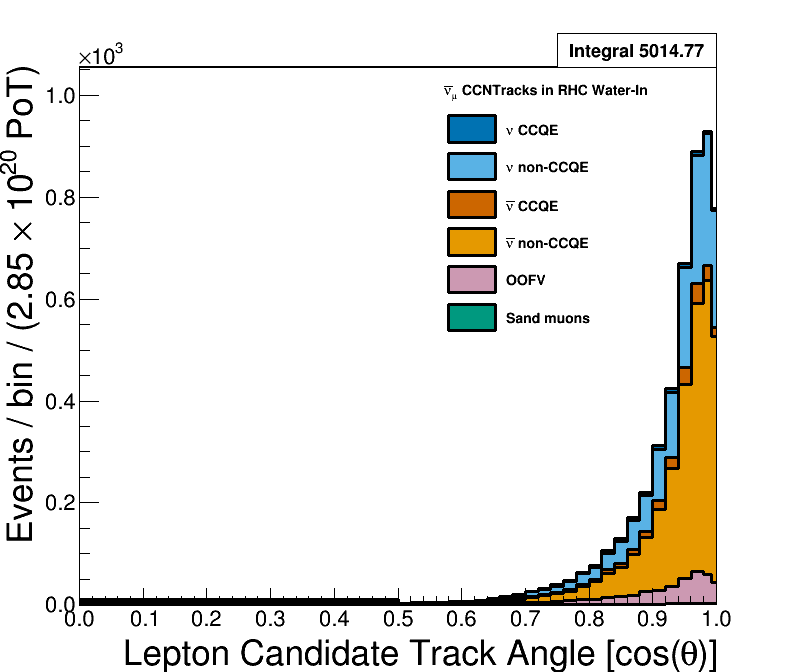 Integral 5014.77
×10³
ν̅μ CCNTracks in RHC Water-In
ν CCQE
ν non-CCQE
ν̅ CCQE
ν̅ non-CCQE
OOFV
Sand muons
Events / bin / (2.85 × 10²⁰ PoT)
1.0
0.8
0.6
0.4
0.2
0.0
0.0 0.1 0.2 0.3 0.4 0.5 0.6 0.7 0.8 0.9 1.0
Lepton Candidate Track Angle [cos(θ)]